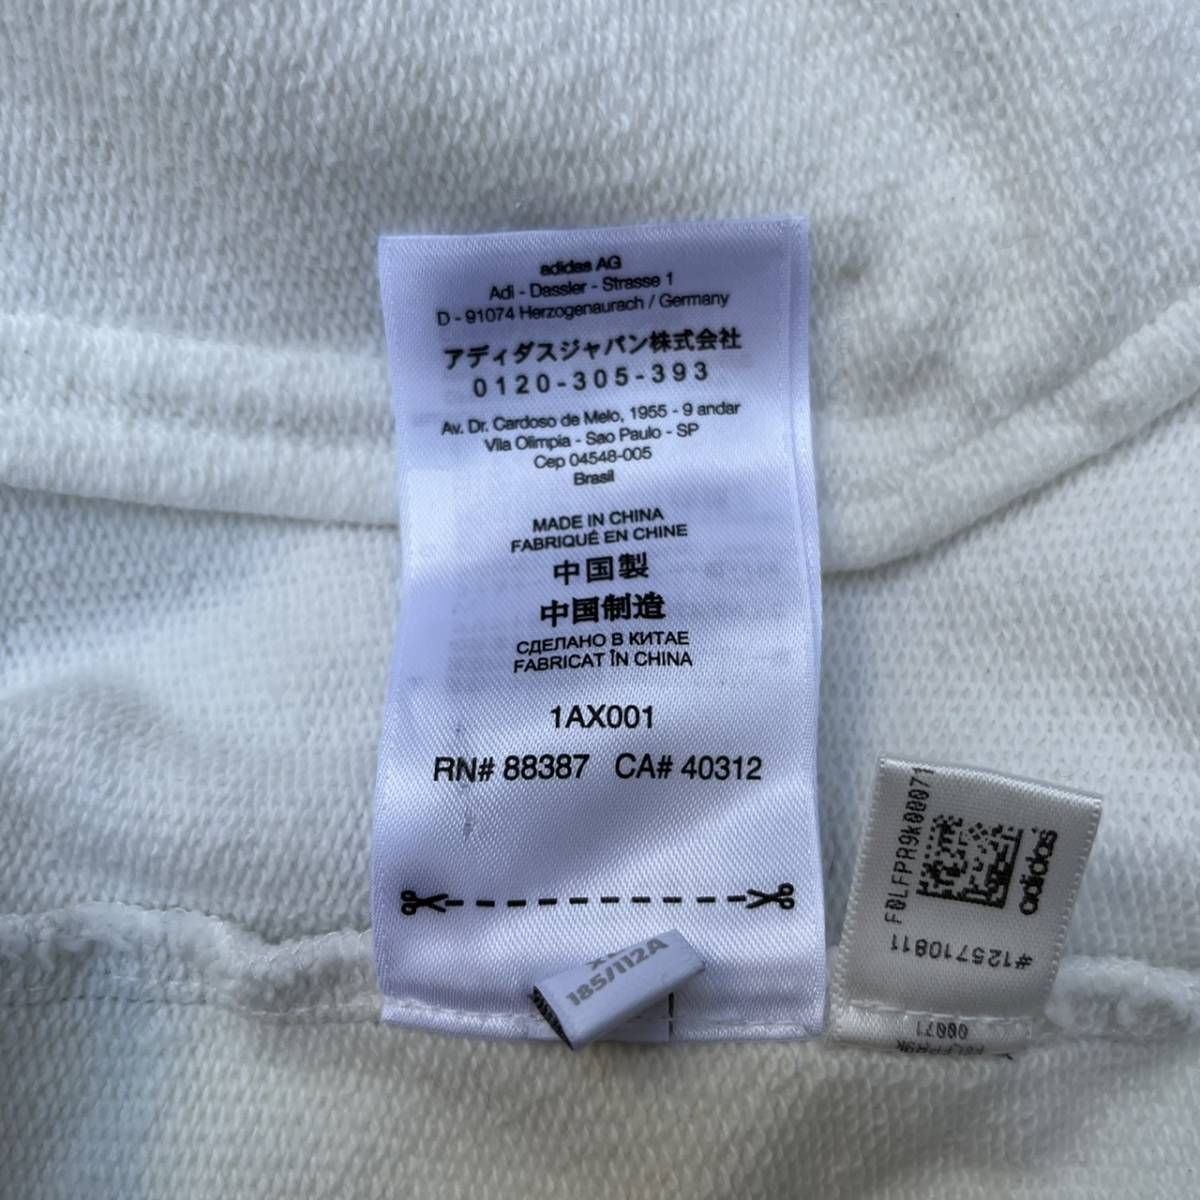 adidas AG
Adi - Dassler - Strasse 1
D - 91074 Herzogenaurach / Germany
アディダスジャパン株式会社
0120-305-393
Av. Dr. Cardoso de Melo, 1955 - 9 andar
Vila Olimpia - Sao Paulo - SP
Cep 04548-005
Brasil
MADE IN CHINA
FABRIQUÉ EN CHINE
中国製
中国制造
СДЕЛАНО В КИТАЕ
FABRICAT ÎN CHINA
1AX001
RN# 88387 CA# 40312
185/112A
F0LFPR9k00071
adidas
#125710811
00071
F0LFPR9k